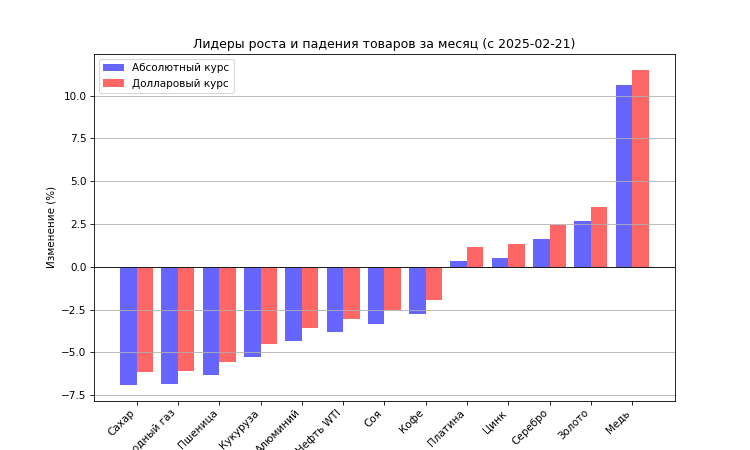 Лидеры роста и падения товаров за месяц (с 2025-02-21)
Абсолютный курс
Долларовый курс
Изменение (%)
10.0
7.5
5.0
2.5
0.0
−2.5
−5.0
−7.5
Сахар
одный газ
Пшеница
Кукуруза
Алюминий
Нефть WTI
Соя
Кофе
Платина
Цинк
Серебро
Золото
Медь